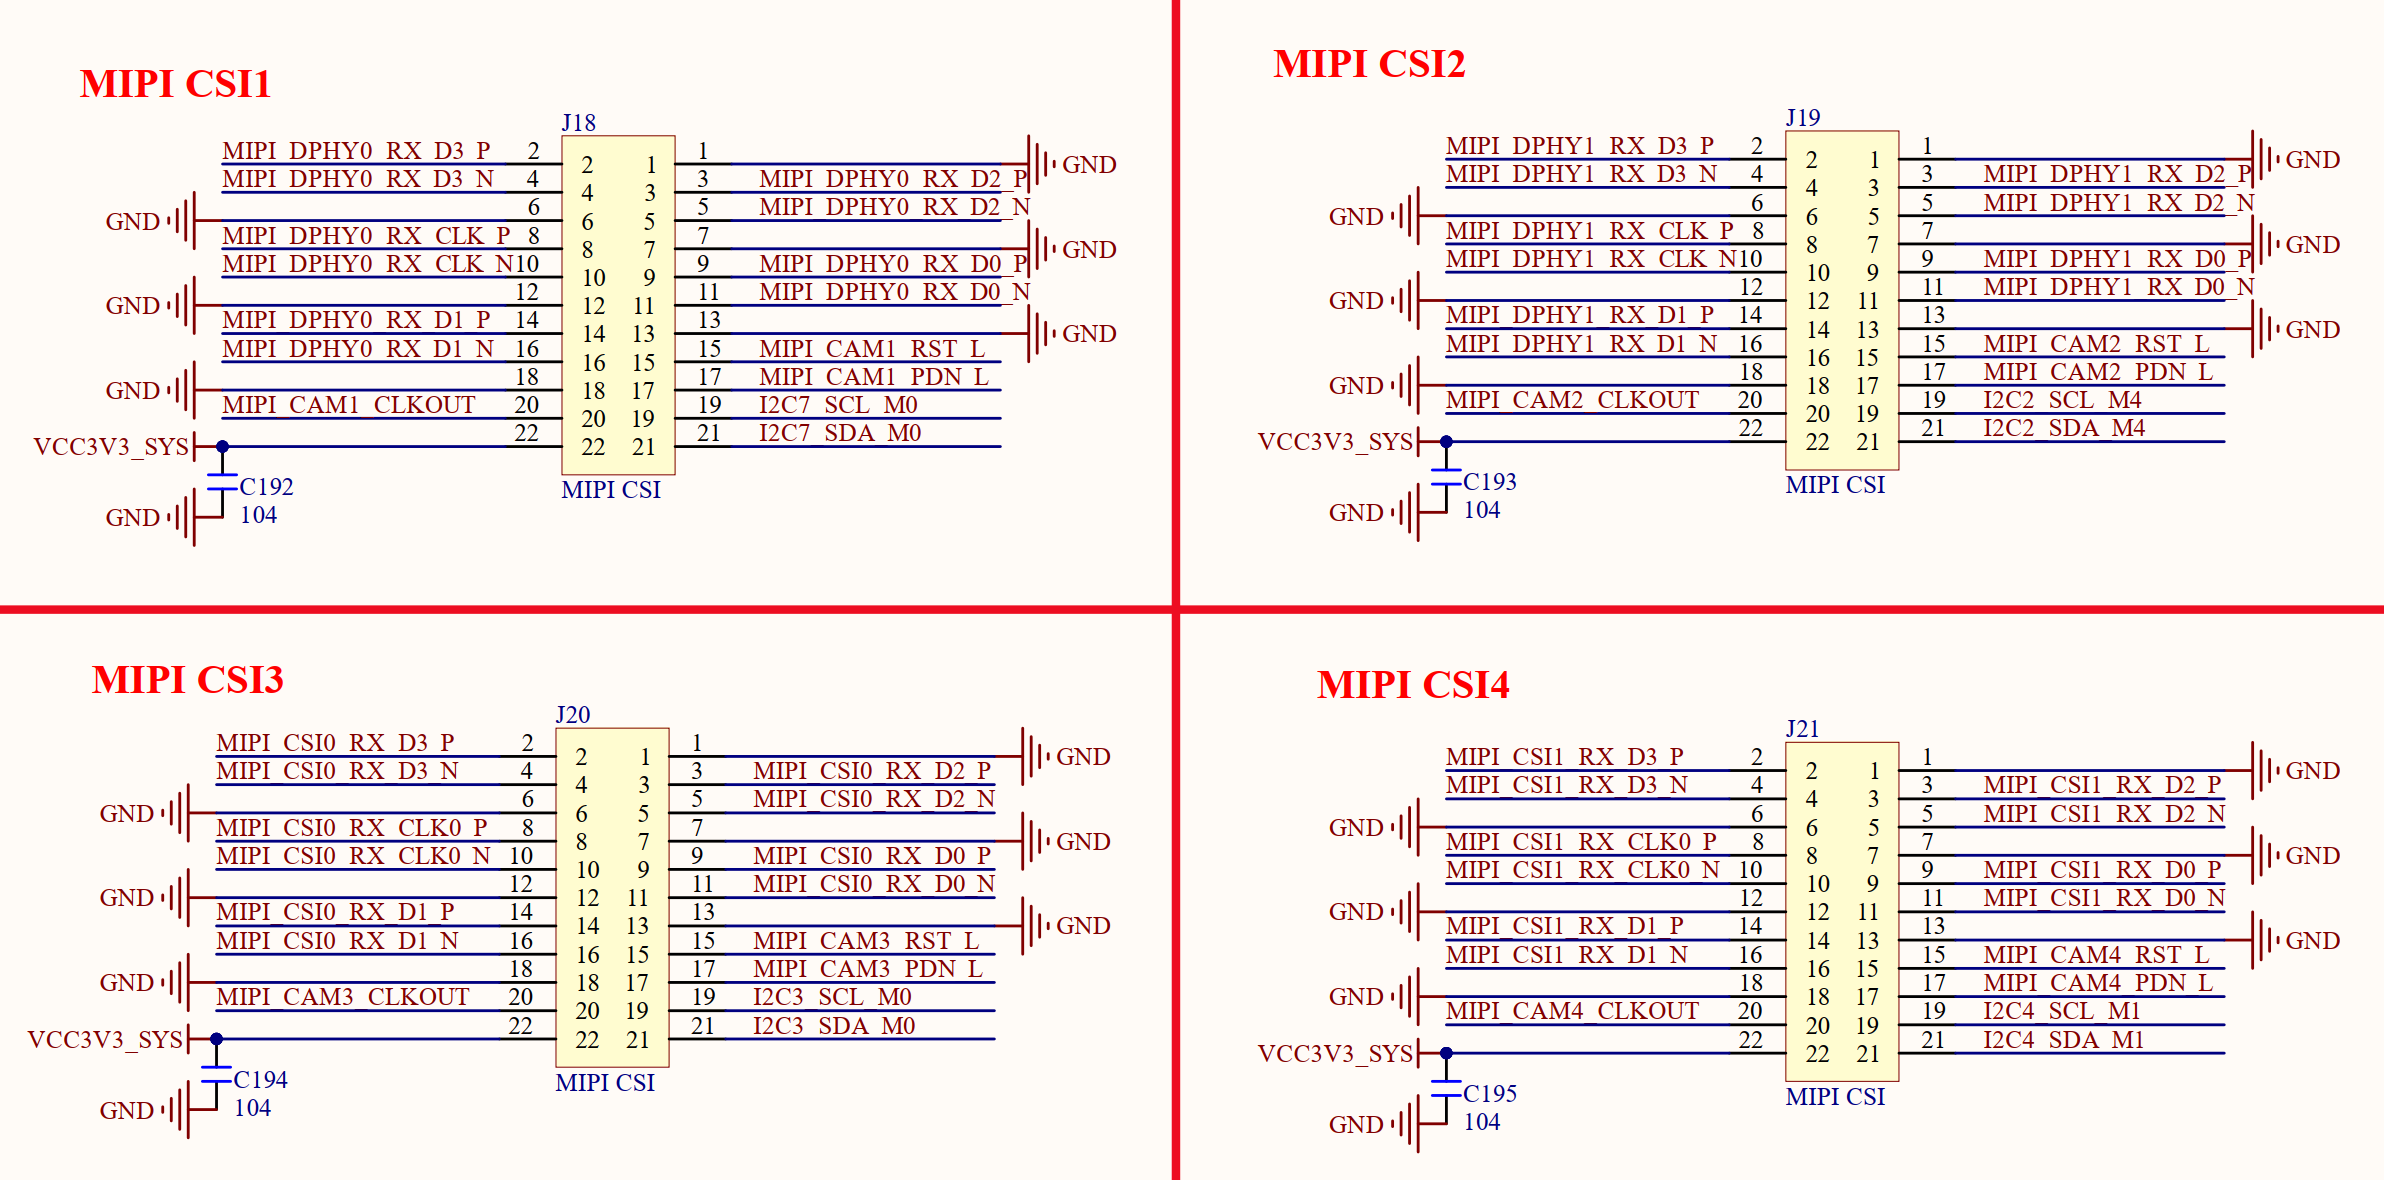 MIPI CSI1
J18
MIPI_DPHY0_RX_D3_P 2 2 1 1 GND
MIPI_DPHY0_RX_D3_N 4 4 3 3 MIPI_DPHY0_RX_D2_P
GND 6 6 5 5 MIPI_DPHY0_RX_D2_N
MIPI_DPHY0_RX_CLK_P 8 8 7 7 GND
MIPI_DPHY0_RX_CLK_N 10 10 9 9 MIPI_DPHY0_RX_D0_P
GND 12 12 11 11 MIPI_DPHY0_RX_D0_N
MIPI_DPHY0_RX_D1_P 14 14 13 13 GND
MIPI_DPHY0_RX_D1_N 16 16 15 15 MIPI_CAM1_RST_L
GND 18 18 17 17 MIPI_CAM1_PDN_L
MIPI_CAM1_CLKOUT 20 20 19 19 I2C7_SCL_M0
VCC3V3_SYS 22 22 21 21 I2C7_SDA_M0
C192
GND 104
MIPI CSI
MIPI CSI2
J19
MIPI_DPHY1_RX_D3_P 2 2 1 1 GND
MIPI_DPHY1_RX_D3_N 4 4 3 3 MIPI_DPHY1_RX_D2_P
GND 6 6 5 5 MIPI_DPHY1_RX_D2_N
MIPI_DPHY1_RX_CLK_P 8 8 7 7 GND
MIPI_DPHY1_RX_CLK_N 10 10 9 9 MIPI_DPHY1_RX_D0_P
GND 12 12 11 11 MIPI_DPHY1_RX_D0_N
MIPI_DPHY1_RX_D1_P 14 14 13 13 GND
MIPI_DPHY1_RX_D1_N 16 16 15 15 MIPI_CAM2_RST_L
GND 18 18 17 17 MIPI_CAM2_PDN_L
MIPI_CAM2_CLKOUT 20 20 19 19 I2C2_SCL_M4
VCC3V3_SYS 22 22 21 21 I2C2_SDA_M4
C193
GND 104
MIPI CSI
MIPI CSI3
J20
MIPI_CSI0_RX_D3_P 2 2 1 1 GND
MIPI_CSI0_RX_D3_N 4 4 3 3 MIPI_CSI0_RX_D2_P
GND 6 6 5 5 MIPI_CSI0_RX_D2_N
MIPI_CSI0_RX_CLK0_P 8 8 7 7 GND
MIPI_CSI0_RX_CLK0_N 10 10 9 9 MIPI_CSI0_RX_D0_P
GND 12 12 11 11 MIPI_CSI0_RX_D0_N
MIPI_CSI0_RX_D1_P 14 14 13 13 GND
MIPI_CSI0_RX_D1_N 16 16 15 15 MIPI_CAM3_RST_L
GND 18 18 17 17 MIPI_CAM3_PDN_L
MIPI_CAM3_CLKOUT 20 20 19 19 I2C3_SCL_M0
VCC3V3_SYS 22 22 21 21 I2C3_SDA_M0
C194
GND 104
MIPI CSI
MIPI CSI4
J21
MIPI_CSI1_RX_D3_P 2 2 1 1 GND
MIPI_CSI1_RX_D3_N 4 4 3 3 MIPI_CSI1_RX_D2_P
GND 6 6 5 5 MIPI_CSI1_RX_D2_N
MIPI_CSI1_RX_CLK0_P 8 8 7 7 GND
MIPI_CSI1_RX_CLK0_N 10 10 9 9 MIPI_CSI1_RX_D0_P
GND 12 12 11 11 MIPI_CSI1_RX_D0_N
MIPI_CSI1_RX_D1_P 14 14 13 13 GND
MIPI_CSI1_RX_D1_N 16 16 15 15 MIPI_CAM4_RST_L
GND 18 18 17 17 MIPI_CAM4_PDN_L
MIPI_CAM4_CLKOUT 20 20 19 19 I2C4_SCL_M1
VCC3V3_SYS 22 22 21 21 I2C4_SDA_M1
C195
GND 104
MIPI CSI